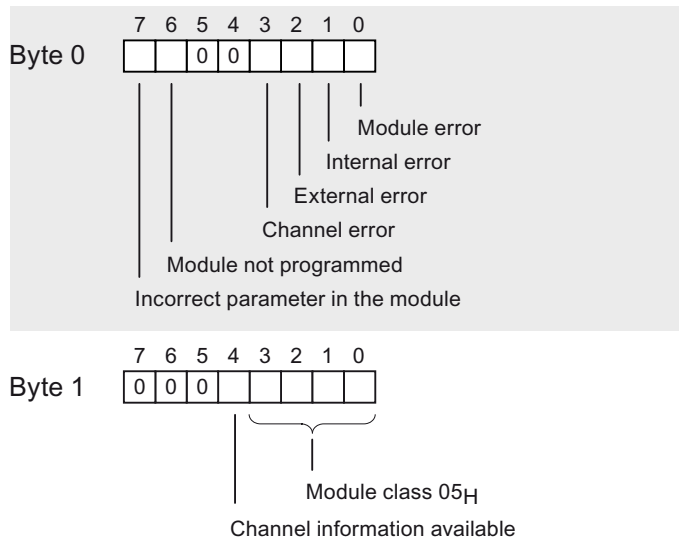 7 6 5 4 3 2 1 0
Byte 0 0 0
Module error
Internal error
External error
Channel error
Module not programmed
Incorrect parameter in the module
7 6 5 4 3 2 1 0
Byte 1 0 0 0
Module class 05H
Channel information available